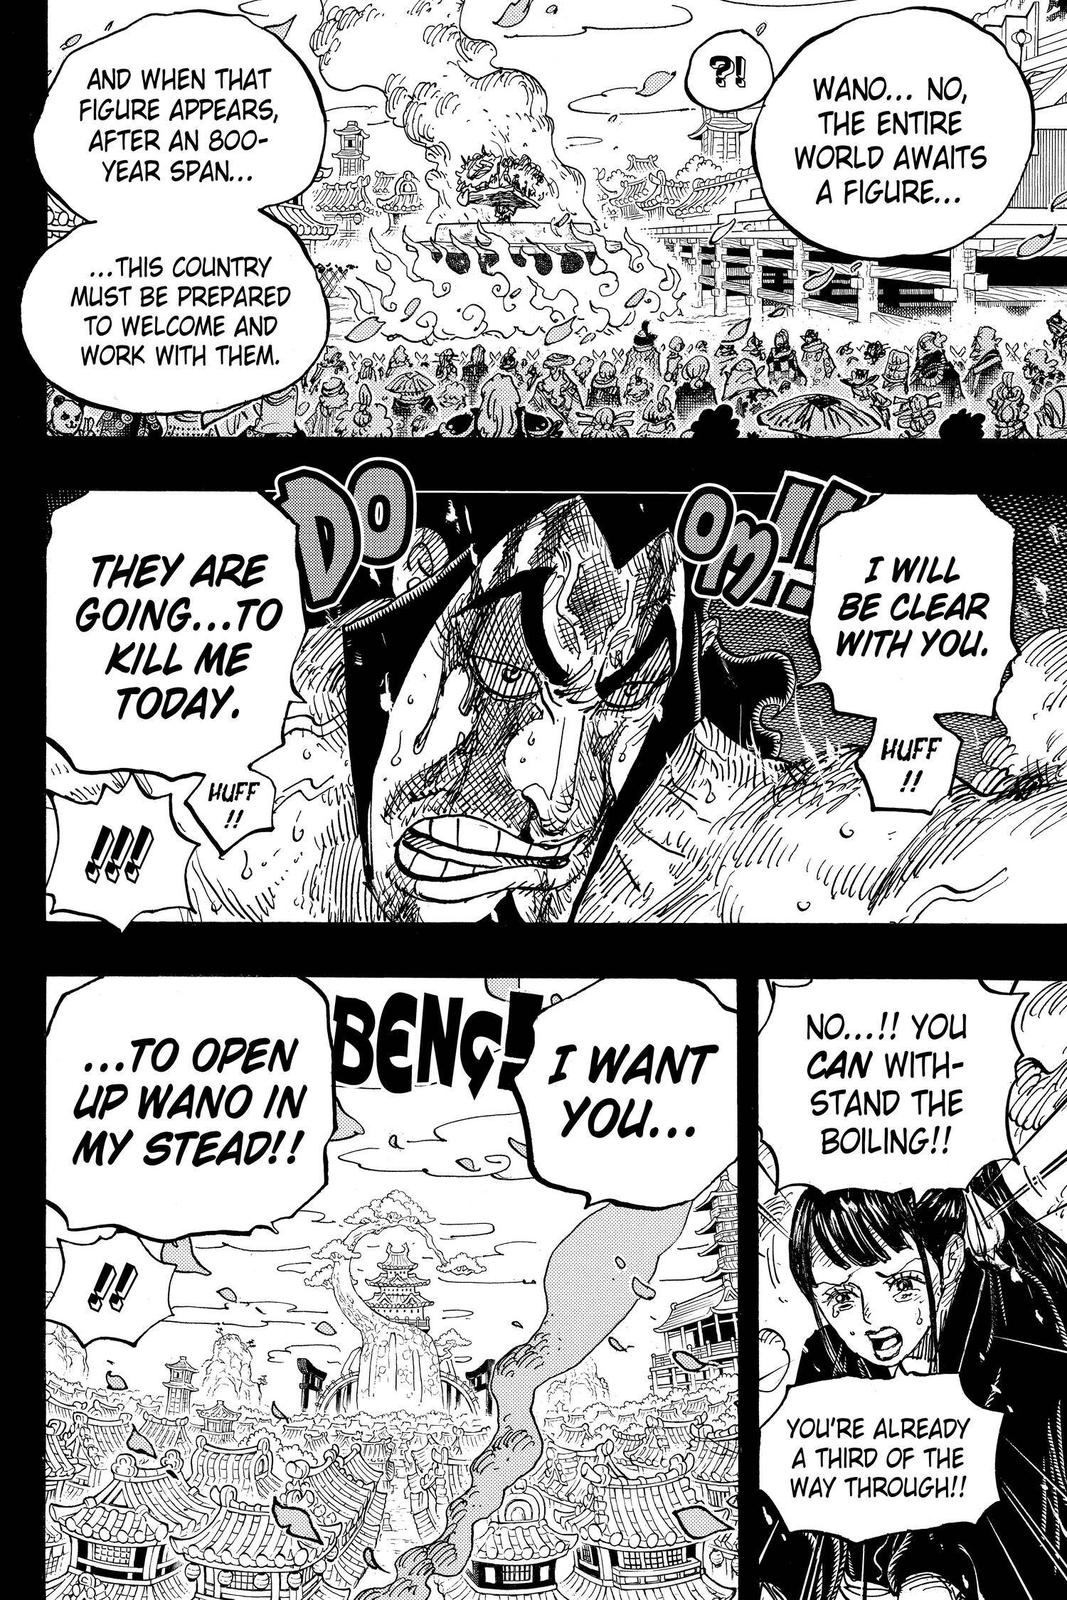 WANO... NO,
THE ENTIRE
WORLD AWAITS
A FIGURE...
?!
AND WHEN THAT
FIGURE APPEARS,
AFTER AN 800-
YEAR SPAN...
...THIS COUNTRY
MUST BE PREPARED
TO WELCOME AND
WORK WITH THEM.
I WILL
BE CLEAR
WITH YOU.
HUFF
!!
DOOM!!
THEY ARE
GOING...TO
KILL ME
TODAY.
HUFF
!!
!!!
NO...!! YOU
CAN WITH-
STAND THE
BOILING!!
YOU'RE ALREADY
A THIRD OF THE
WAY THROUGH!!
I WANT
YOU...
BENG!
...TO OPEN
UP WANO IN
MY STEAD!!
!!